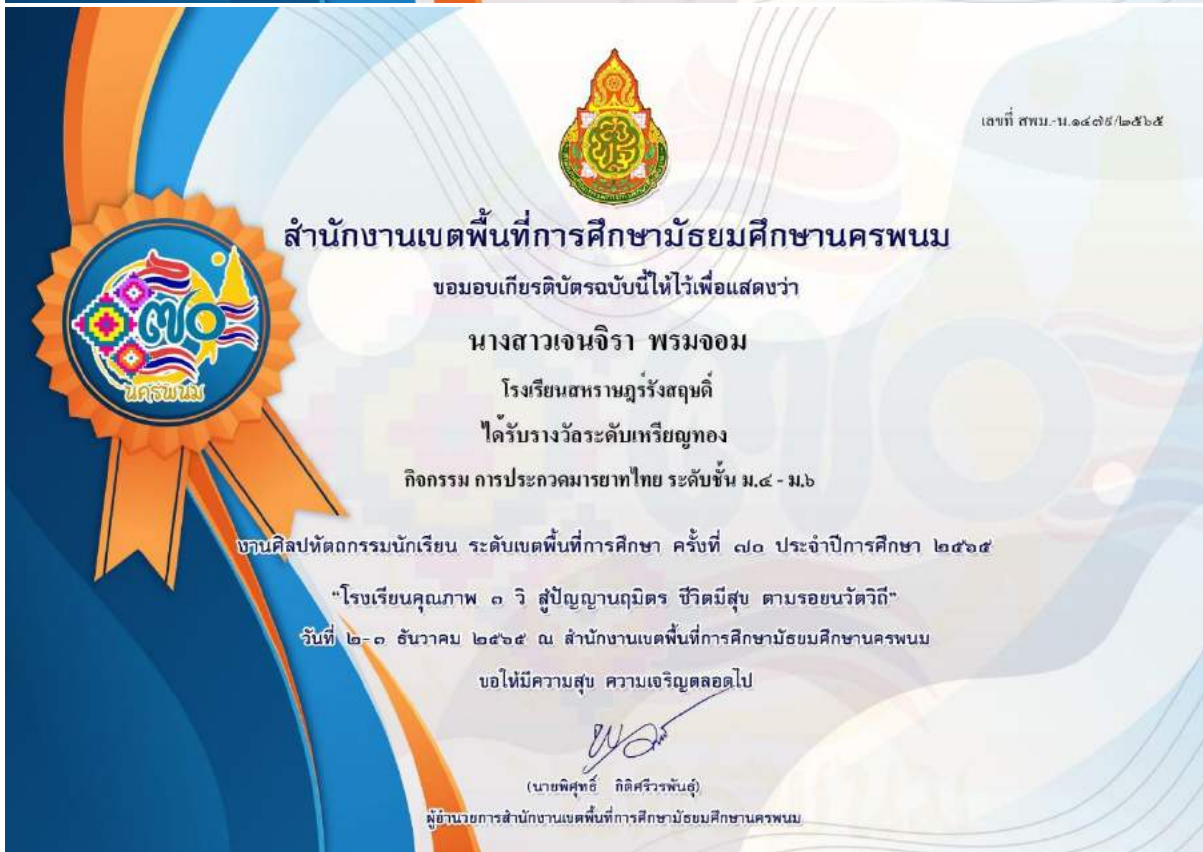 เลขที่ สพม.-น.๑๔๗๙/๒๕๖๕
สำนักงานเขตพื้นที่การศึกษามัธยมศึกษานครพนม
ขอมอบเกียรติบัตรฉบับนี้ให้ไว้เพื่อแสดงว่า
นางสาวเจนจิรา พรมจอม
โรงเรียนสหราษฎร์รังสฤษดิ์
ได้รับรางวัลระดับเหรียญทอง
กิจกรรม การประกวดมารยาทไทย ระดับชั้น ม.๔ - ม.๖
๗๐
นครพนม
งานศิลปหัตถกรรมนักเรียน ระดับเขตพื้นที่การศึกษา ครั้งที่ ๗๐ ประจำปีการศึกษา ๒๕๖๕
“โรงเรียนคุณภาพ ๓ วิ สู่ปัญญานฤมิตร ชีวิตมีสุข ตามรอยนวัตวิถี”
วันที่ ๒-๓ ธันวาคม ๒๕๖๕ ณ สำนักงานเขตพื้นที่การศึกษามัธยมศึกษานครพนม
ขอให้มีความสุข ความเจริญตลอดไป
(นายพิศุทธิ์ กิติศรีวรพันธุ์)
ผู้อำนวยการสำนักงานเขตพื้นที่การศึกษามัธยมศึกษานครพนม